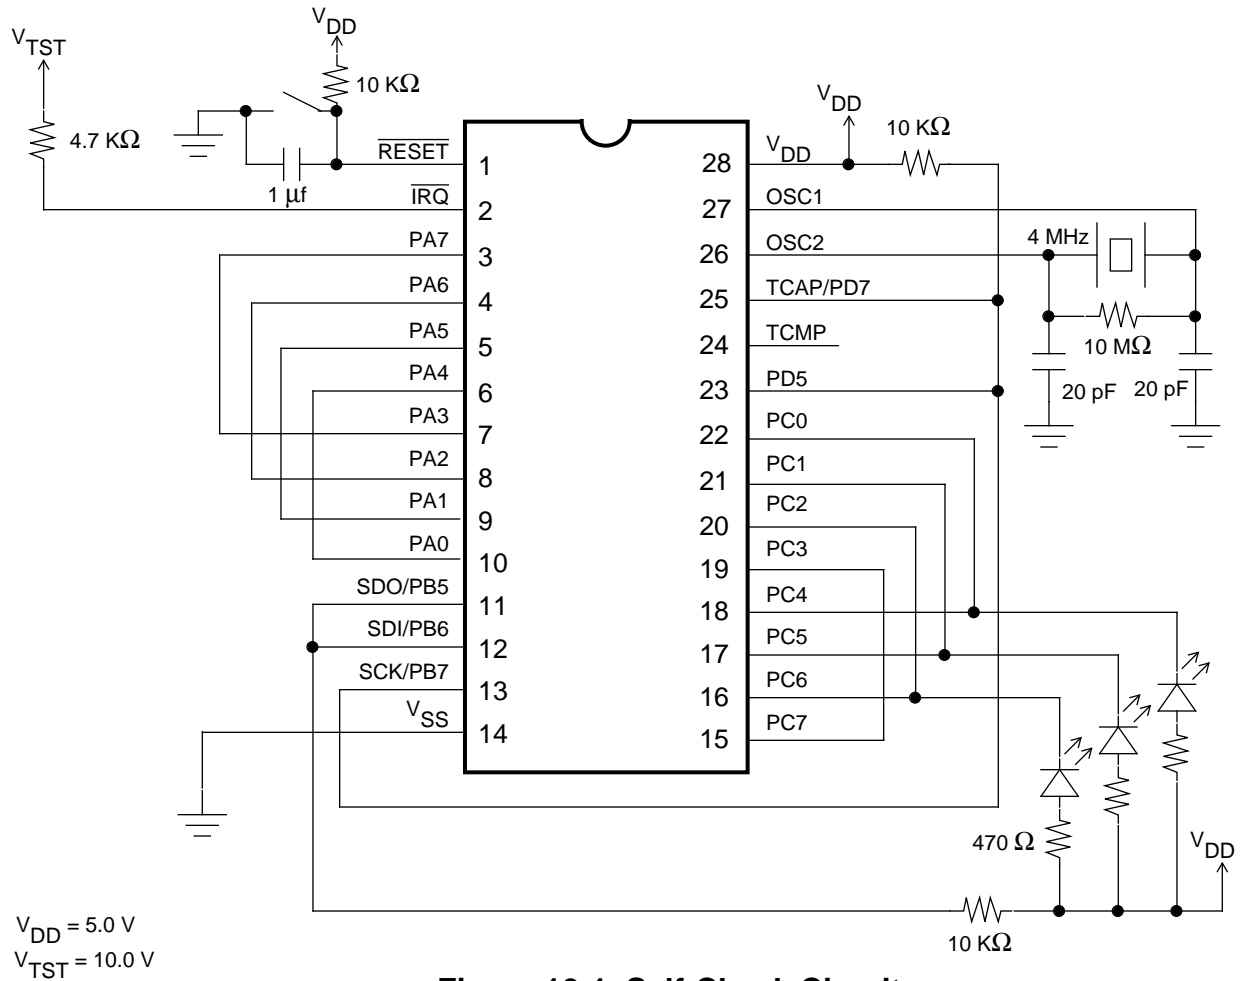 VTST
VDD
10 KΩ
4.7 KΩ
1 µf
RESET
IRQ
PA7
PA6
PA5
PA4
PA3
PA2
PA1
PA0
SDO/PB5
SDI/PB6
SCK/PB7
VSS
1
2
3
4
5
6
7
8
9
10
11
12
13
14
28
27
26
25
24
23
22
21
20
19
18
17
16
15
VDD
OSC1
OSC2
TCAP/PD7
TCMP
PD5
PC0
PC1
PC2
PC3
PC4
PC5
PC6
PC7
VDD
10 KΩ
4 MHz
10 MΩ
20 pF
20 pF
470 Ω
VDD
10 KΩ
VDD = 5.0 V
VTST = 10.0 V